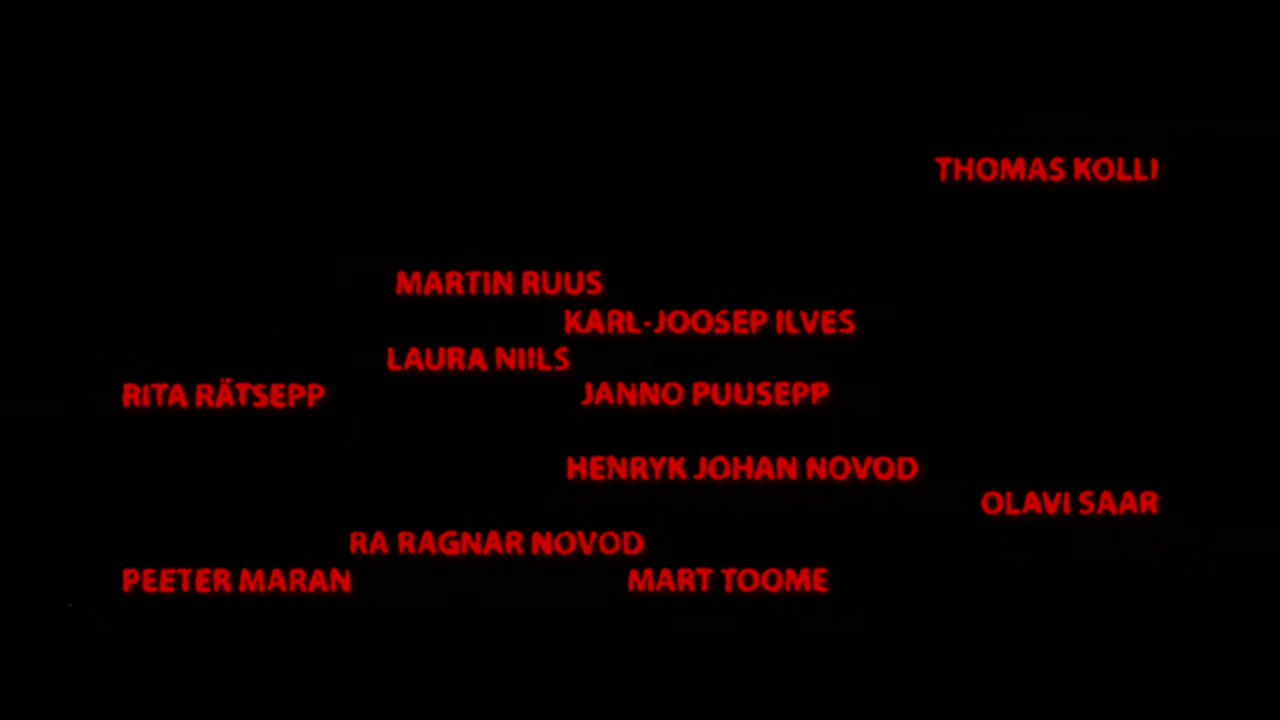 THOMAS KOLLI
MARTIN RUUS
KARL-JOOSEP ILVES
LAURA NIILS
RITA RÄTSEPP
JANNO PUUSEPP
HENRYK JOHAN NOVOD
OLAVI SAAR
RA RAGNAR NOVOD
PEETER MARAN
MART TOOME